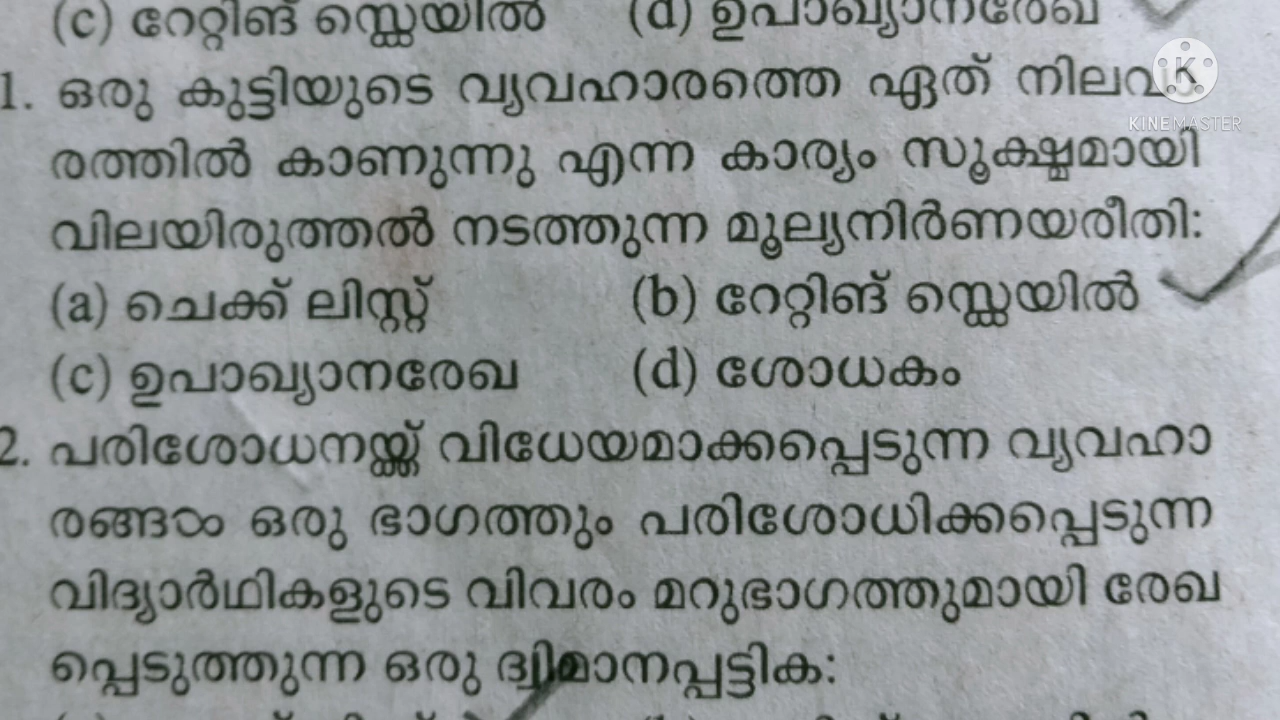 (c) റേറ്റിങ് സ്കെയിൽ (d) ഉപാഖ്യാനരേഖ
1. ഒരു കുട്ടിയുടെ വ്യവഹാരത്തെ ഏത് നിലവാ
KINEMASTER
രത്തിൽ കാണുന്നു എന്ന കാര്യം സൂക്ഷ്മമായി
വിലയിരുത്തൽ നടത്തുന്ന മൂല്യനിർണയരീതി:
(a) ചെക്ക് ലിസ്റ്റ് (b) റേറ്റിങ് സ്കെയിൽ
(c) ഉപാഖ്യാനരേഖ (d) ശോധകം
2. പരിശോധനയ്ക്ക് വിധേയമാക്കപ്പെടുന്ന വ്യവഹാ
രങ്ങൾ ഒരു ഭാഗത്തും പരിശോധിക്കപ്പെടുന്ന
വിദ്യാർഥികളുടെ വിവരം മറുഭാഗത്തുമായി രേഖ
പ്പെടുത്തുന്ന ഒരു ദ്വിമാനപ്പട്ടിക: